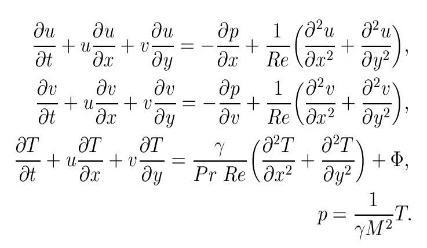 ∂u/∂t + u ∂u/∂x + v ∂u/∂y = −∂p/∂x + 1/Re (∂²u/∂x² + ∂²u/∂y²),
∂v/∂t + u ∂v/∂x + v ∂v/∂y = −∂p/∂v + 1/Re (∂²v/∂x² + ∂²v/∂y²),
∂T/∂t + u ∂T/∂x + v ∂T/∂y = γ/(Pr Re) (∂²T/∂x² + ∂²T/∂y²) + Φ,
p = 1/(γM²) T.